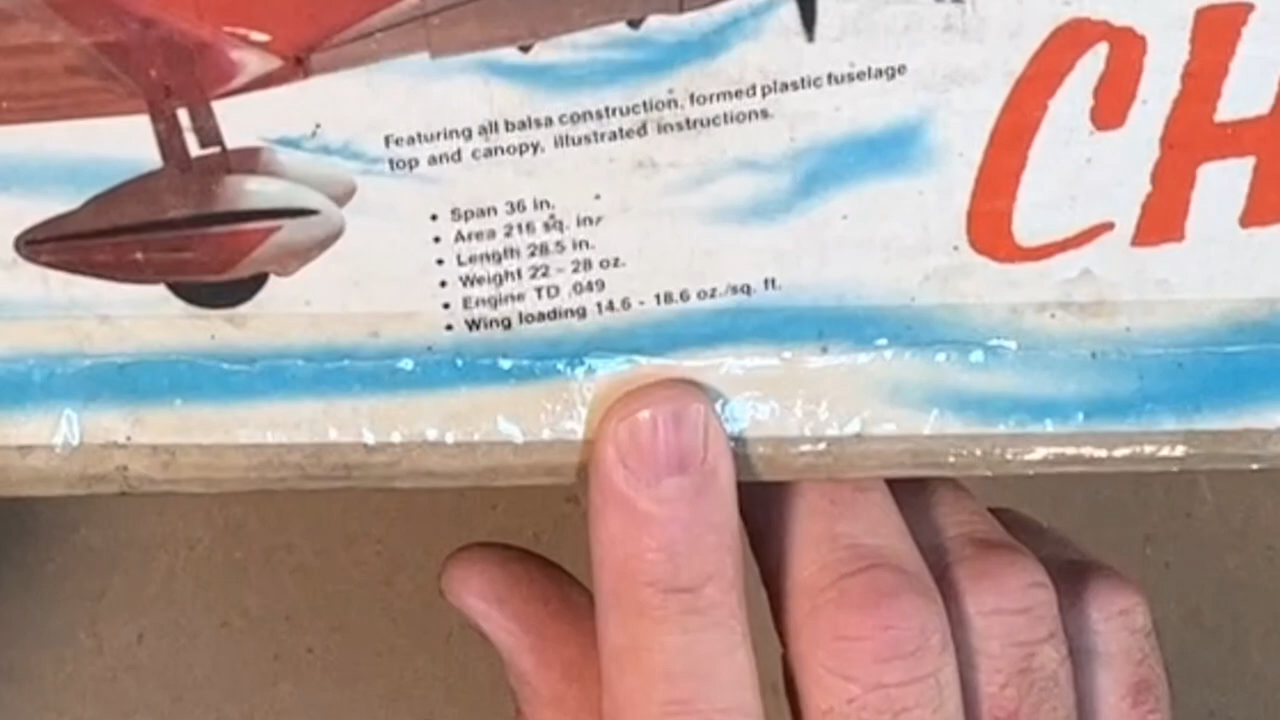 Featuring all balsa construction, formed plastic fuselage
top and canopy, illustrated instructions.
• Span 36 in.
• Area 216 sq. in.
• Length 28.5 in.
• Weight 22 - 28 oz.
• Engine TD .049
• Wing loading 14.6 - 18.6 oz./sq. ft.
CH